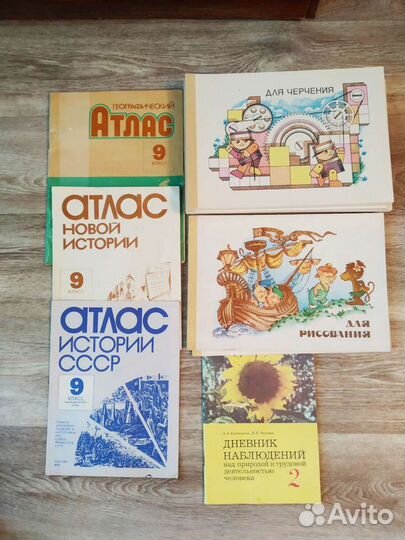 ГЕОГРАФИЧЕСКИЙ
АТЛАС
9
КЛАСС
ДЛЯ ЧЕРЧЕНИЯ
АТЛАС
НОВОЙ
ИСТОРИИ
9
КЛАСС
ДЛЯ
РИСОВАНИЯ
АТЛАС
ИСТОРИИ
СССР
9
КЛАСС
ДНЕВНИК
НАБЛЮДЕНИЙ
над природой и трудовой
деятельностью
человека
2
Avito